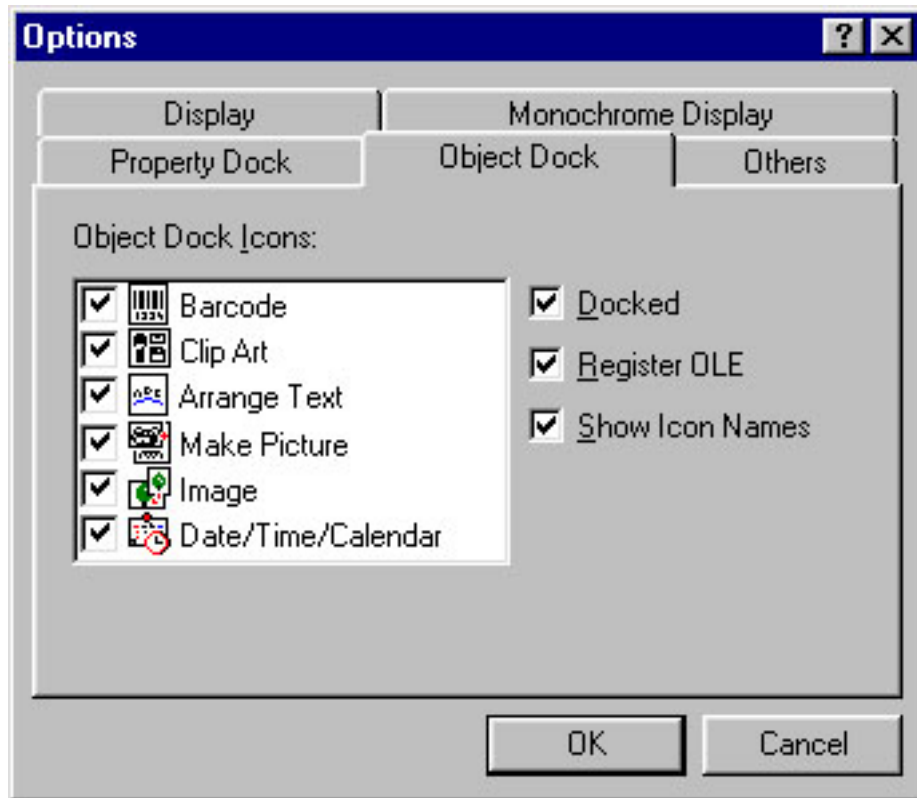 Options
Display Monochrome Display
Property Dock Object Dock Others
Object Dock Icons:
Barcode
Clip Art
Arrange Text
Make Picture
Image
Date/Time/Calendar
Docked
Register OLE
Show Icon Names
OK Cancel